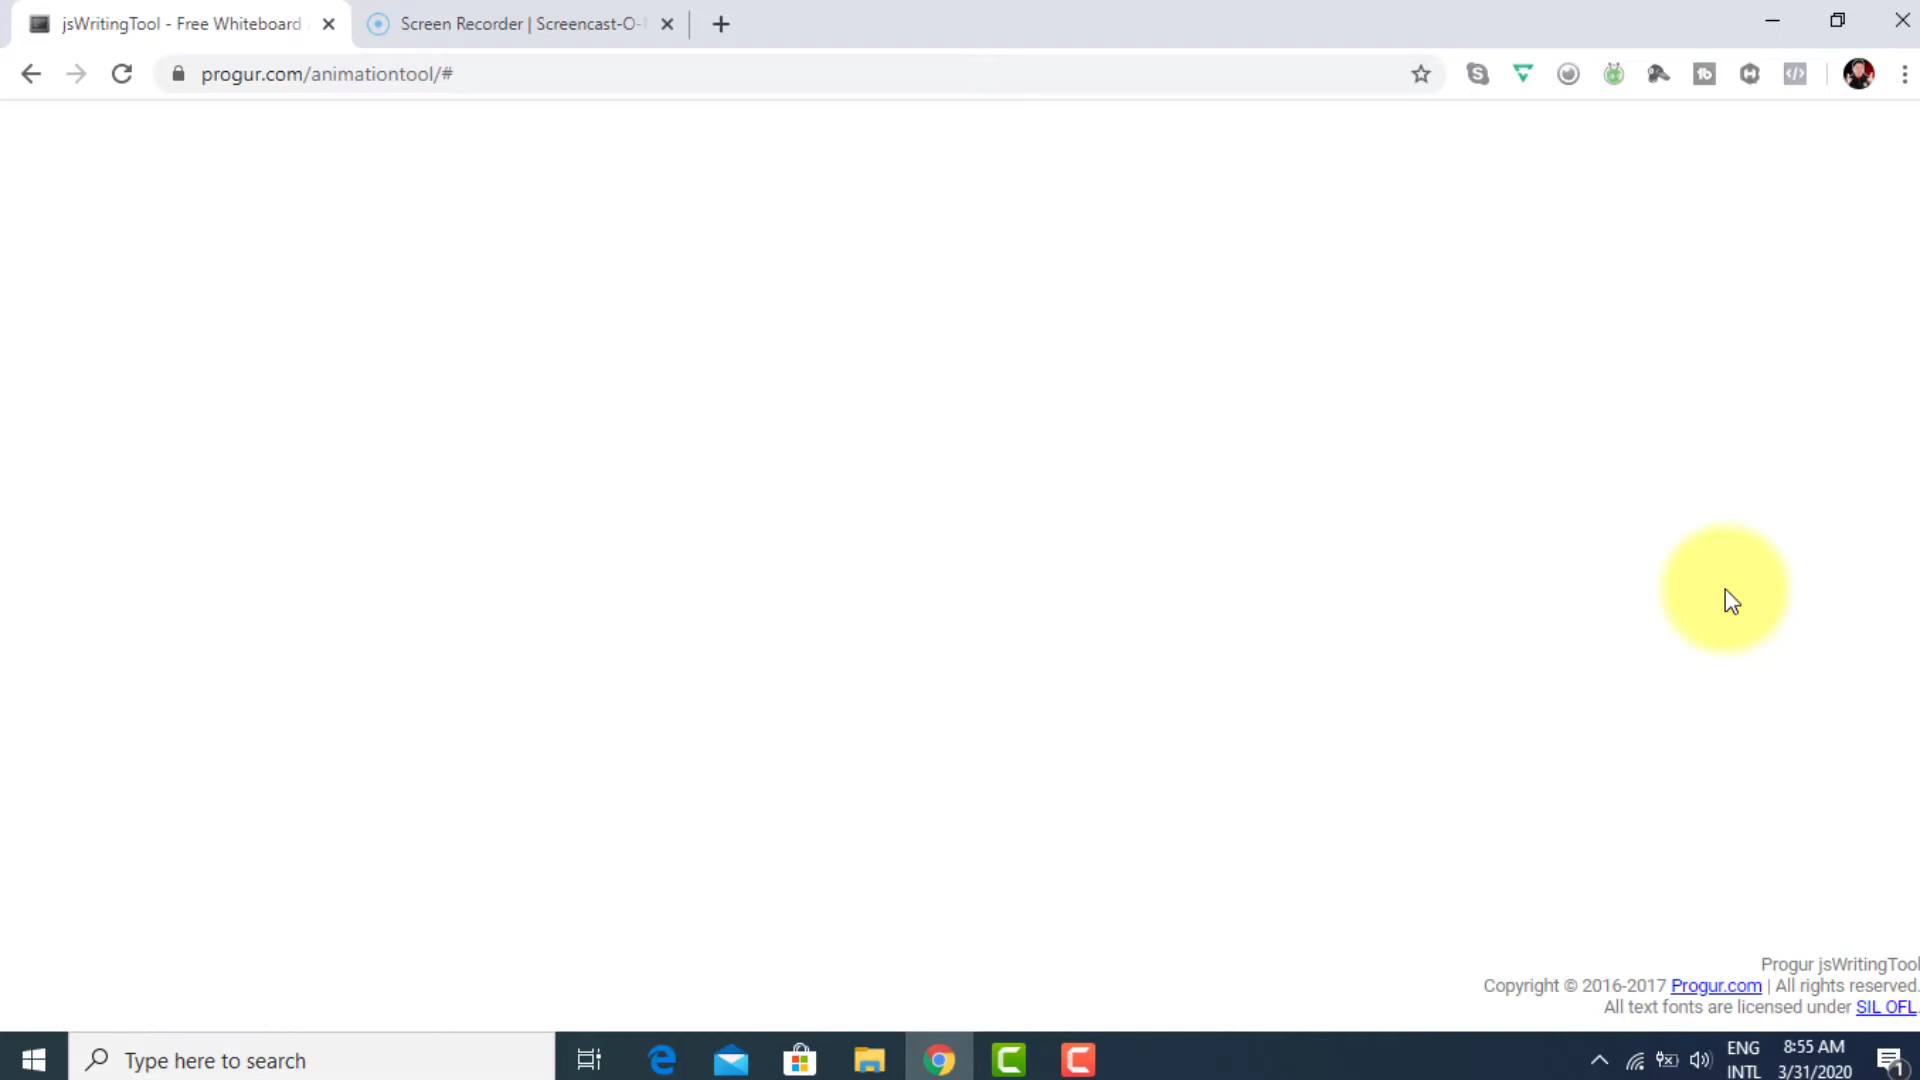 jsWritingTool - Free Whiteboard
Screen Recorder | Screencast-O-
progur.com/animationtool/#
Progur jsWritingTool
Copyright © 2016-2017 Progur.com | All rights reserved.
All text fonts are licensed under SIL OFL.
Type here to search
ENG
INTL
8:55 AM
3/31/2020
1